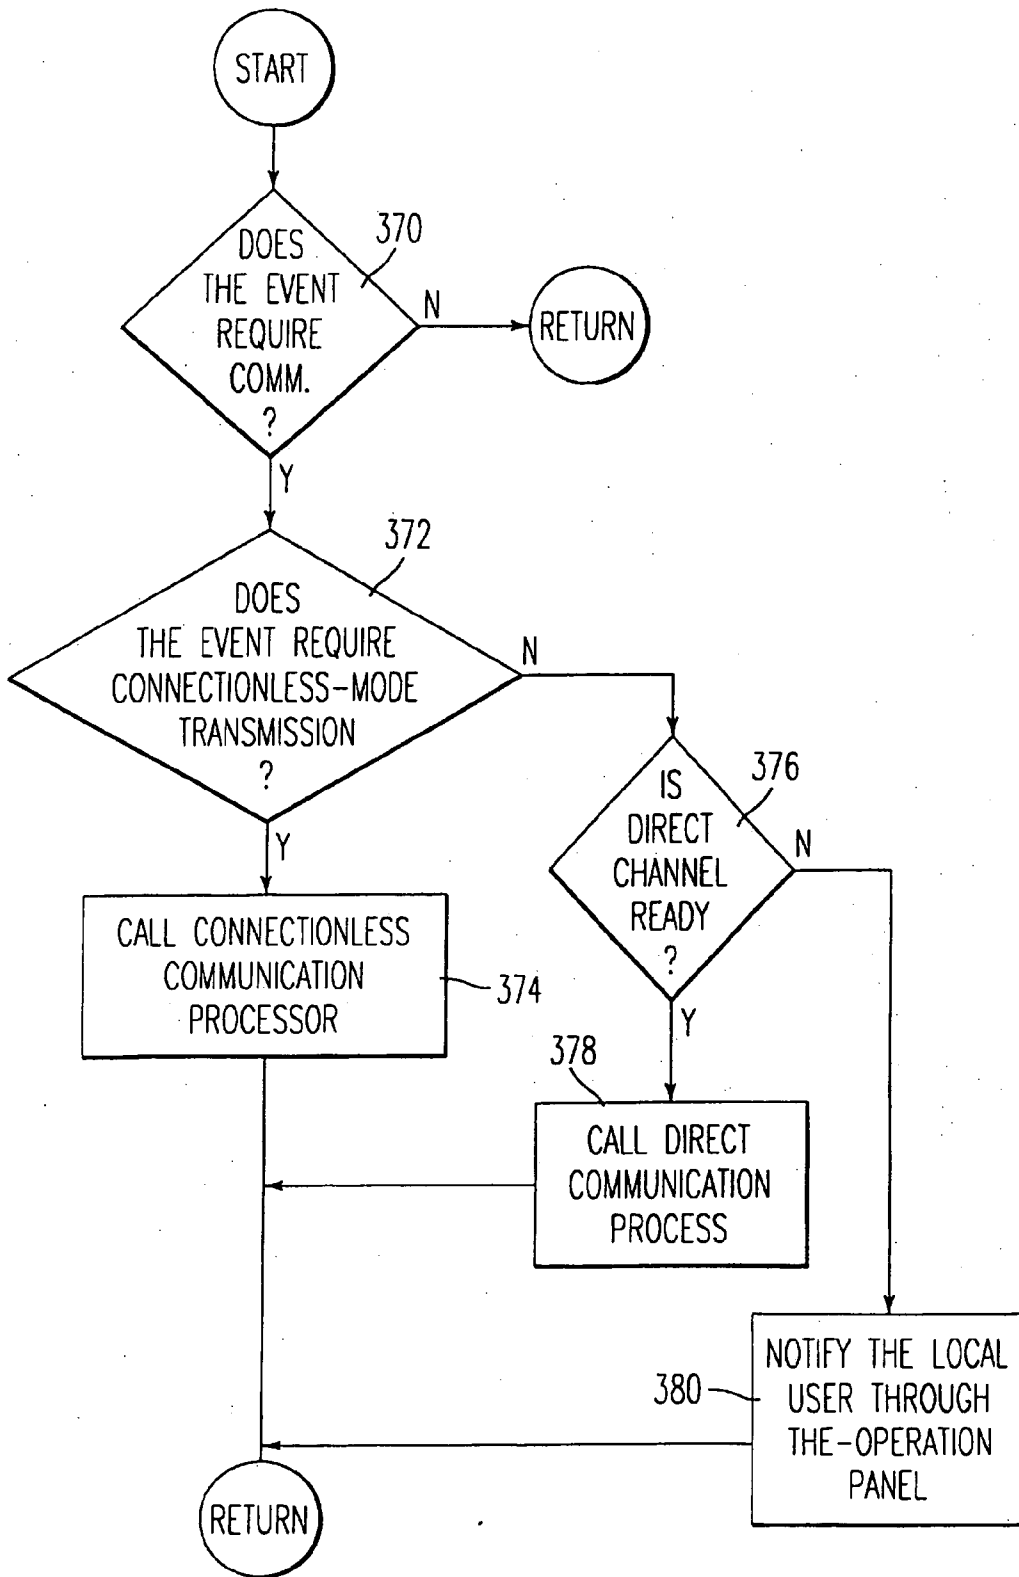 START
370
DOES
THE EVENT
REQUIRE
COMM.
?
N
RETURN
Y
372
DOES
THE EVENT REQUIRE
CONNECTIONLESS-MODE
TRANSMISSION
?
N
Y
376
IS
DIRECT
CHANNEL
READY
?
N
Y
CALL CONNECTIONLESS
COMMUNICATION
PROCESSOR
374
378
CALL DIRECT
COMMUNICATION
PROCESS
380
NOTIFY THE LOCAL
USER THROUGH
THE-OPERATION
PANEL
RETURN